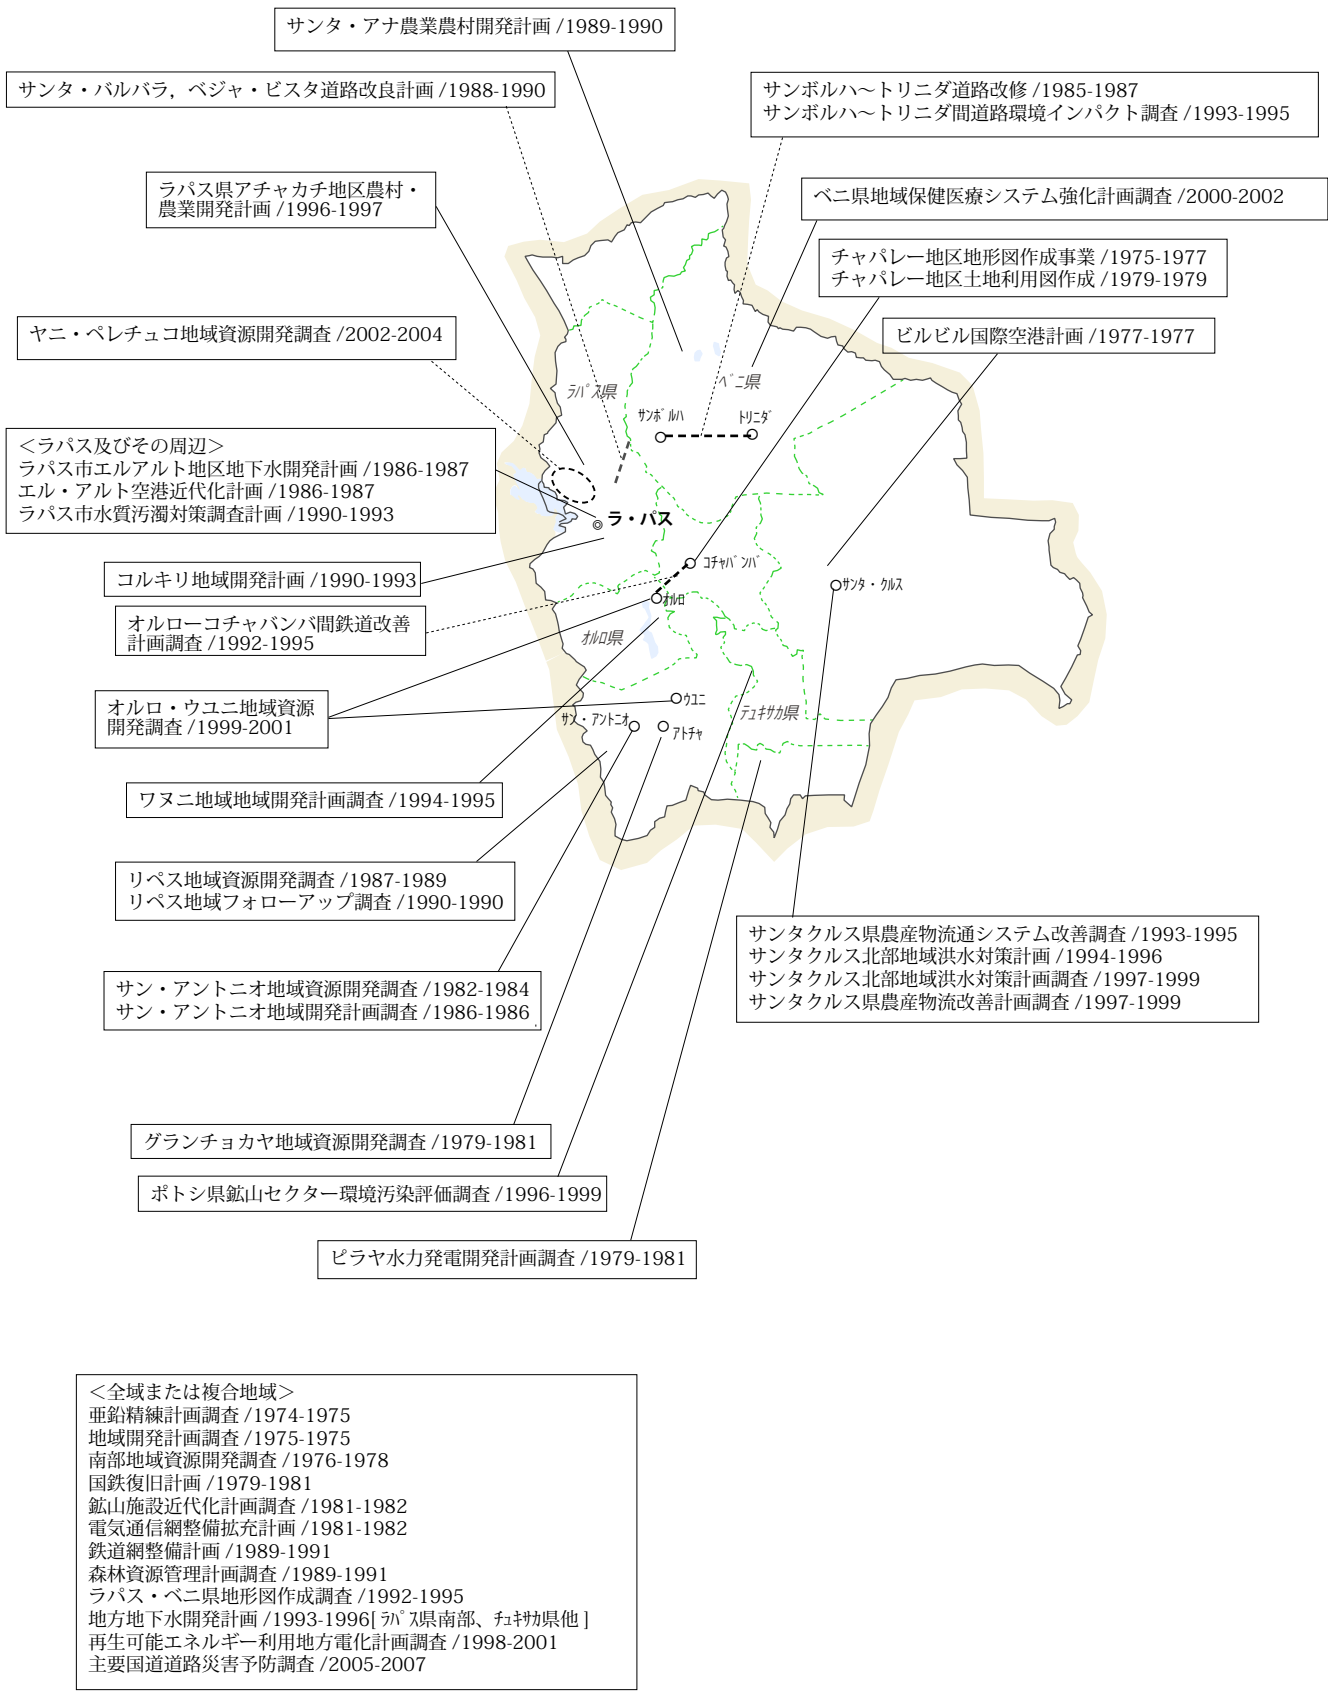 サンタ・アナ農業農村開発計画 /1989-1990
サンタ・バルバラ，ベジャ・ビスタ道路改良計画 /1988-1990
サンボルハ～トリニダ道路改修 /1985-1987
サンボルハ～トリニダ間道路環境インパクト調査 /1993-1995
ラパス県アチャカチ地区農村・
農業開発計画 /1996-1997
ベニ県地域保健医療システム強化計画調査 /2000-2002
チャパレー地区地形図作成事業 /1975-1977
チャパレー地区土地利用図作成 /1979-1979
ヤニ・ペレチュコ地域資源開発調査 /2002-2004
ビルビル国際空港計画 /1977-1977
ﾗﾊﾟｽ県
ﾍﾞﾆ県
ｻﾝﾎﾞﾙﾊ
ﾄﾘﾆﾀﾞ
＜ラパス及びその周辺＞
ラパス市エルアルト地区地下水開発計画 /1986-1987
エル・アルト空港近代化計画 /1986-1987
ラパス市水質汚濁対策調査計画 /1990-1993
ラ・パス
ｺﾁｬﾊﾞﾝﾊﾞ
コルキリ地域開発計画 /1990-1993
ｻﾝﾀ・ｸﾙｽ
ｵﾙﾛ
オルローコチャバンバ間鉄道改善
計画調査 /1992-1995
ｵﾙﾛ県
オルロ・ウユニ地域資源
開発調査 /1999-2001
ｳﾕﾆ
ｻﾝ・ｱﾝﾄﾆｵ
ｱﾄﾁｬ
ﾃｭｷｻｶ県
ワヌニ地域地域開発計画調査 /1994-1995
リペス地域資源開発調査 /1987-1989
リペス地域フォローアップ調査 /1990-1990
サンタクルス県農産物流通システム改善調査 /1993-1995
サンタクルス北部地域洪水対策計画 /1994-1996
サンタクルス北部地域洪水対策計画調査 /1997-1999
サンタクルス県農産物流改善計画調査 /1997-1999
サン・アントニオ地域資源開発調査 /1982-1984
サン・アントニオ地域開発計画調査 /1986-1986
グランチョカヤ地域資源開発調査 /1979-1981
ポトシ県鉱山セクター環境汚染評価調査 /1996-1999
ピラヤ水力発電開発計画調査 /1979-1981
＜全域または複合地域＞
亜鉛精練計画調査 /1974-1975
地域開発計画調査 /1975-1975
南部地域資源開発調査 /1976-1978
国鉄復旧計画 /1979-1981
鉱山施設近代化計画調査 /1981-1982
電気通信網整備拡充計画 /1981-1982
鉄道網整備計画 /1989-1991
森林資源管理計画調査 /1989-1991
ラパス・ベニ県地形図作成調査 /1992-1995
地方地下水開発計画 /1993-1996[ ﾗﾊﾟｽ県南部、ﾁｭｷｻｶ県他 ]
再生可能エネルギー利用地方電化計画調査 /1998-2001
主要国道道路災害予防調査 /2005-2007